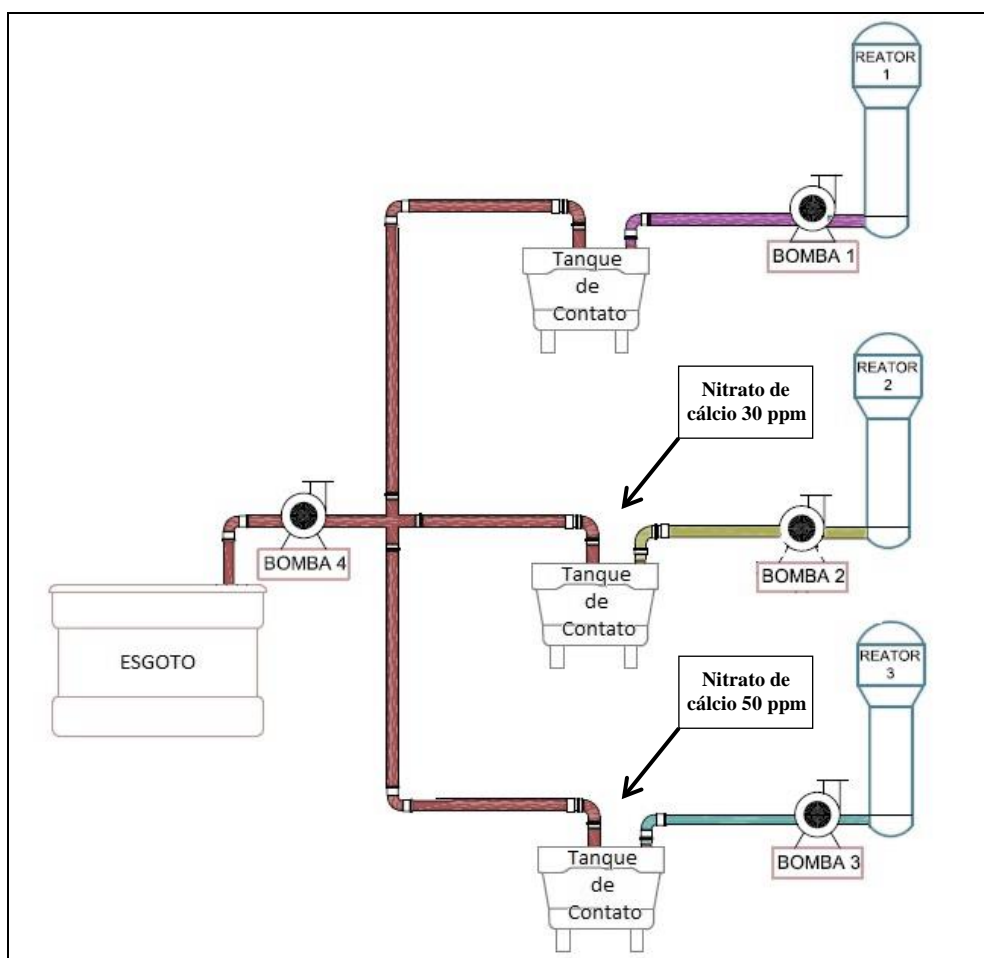 REATOR
1
BOMBA 1
Tanque
de
Contato
Nitrato de
cálcio 30 ppm
REATOR
2
BOMBA 2
BOMBA 4
Tanque
de
Contato
ESGOTO
Nitrato de
cálcio 50 ppm
REATOR
3
BOMBA 3
Tanque
de
Contato